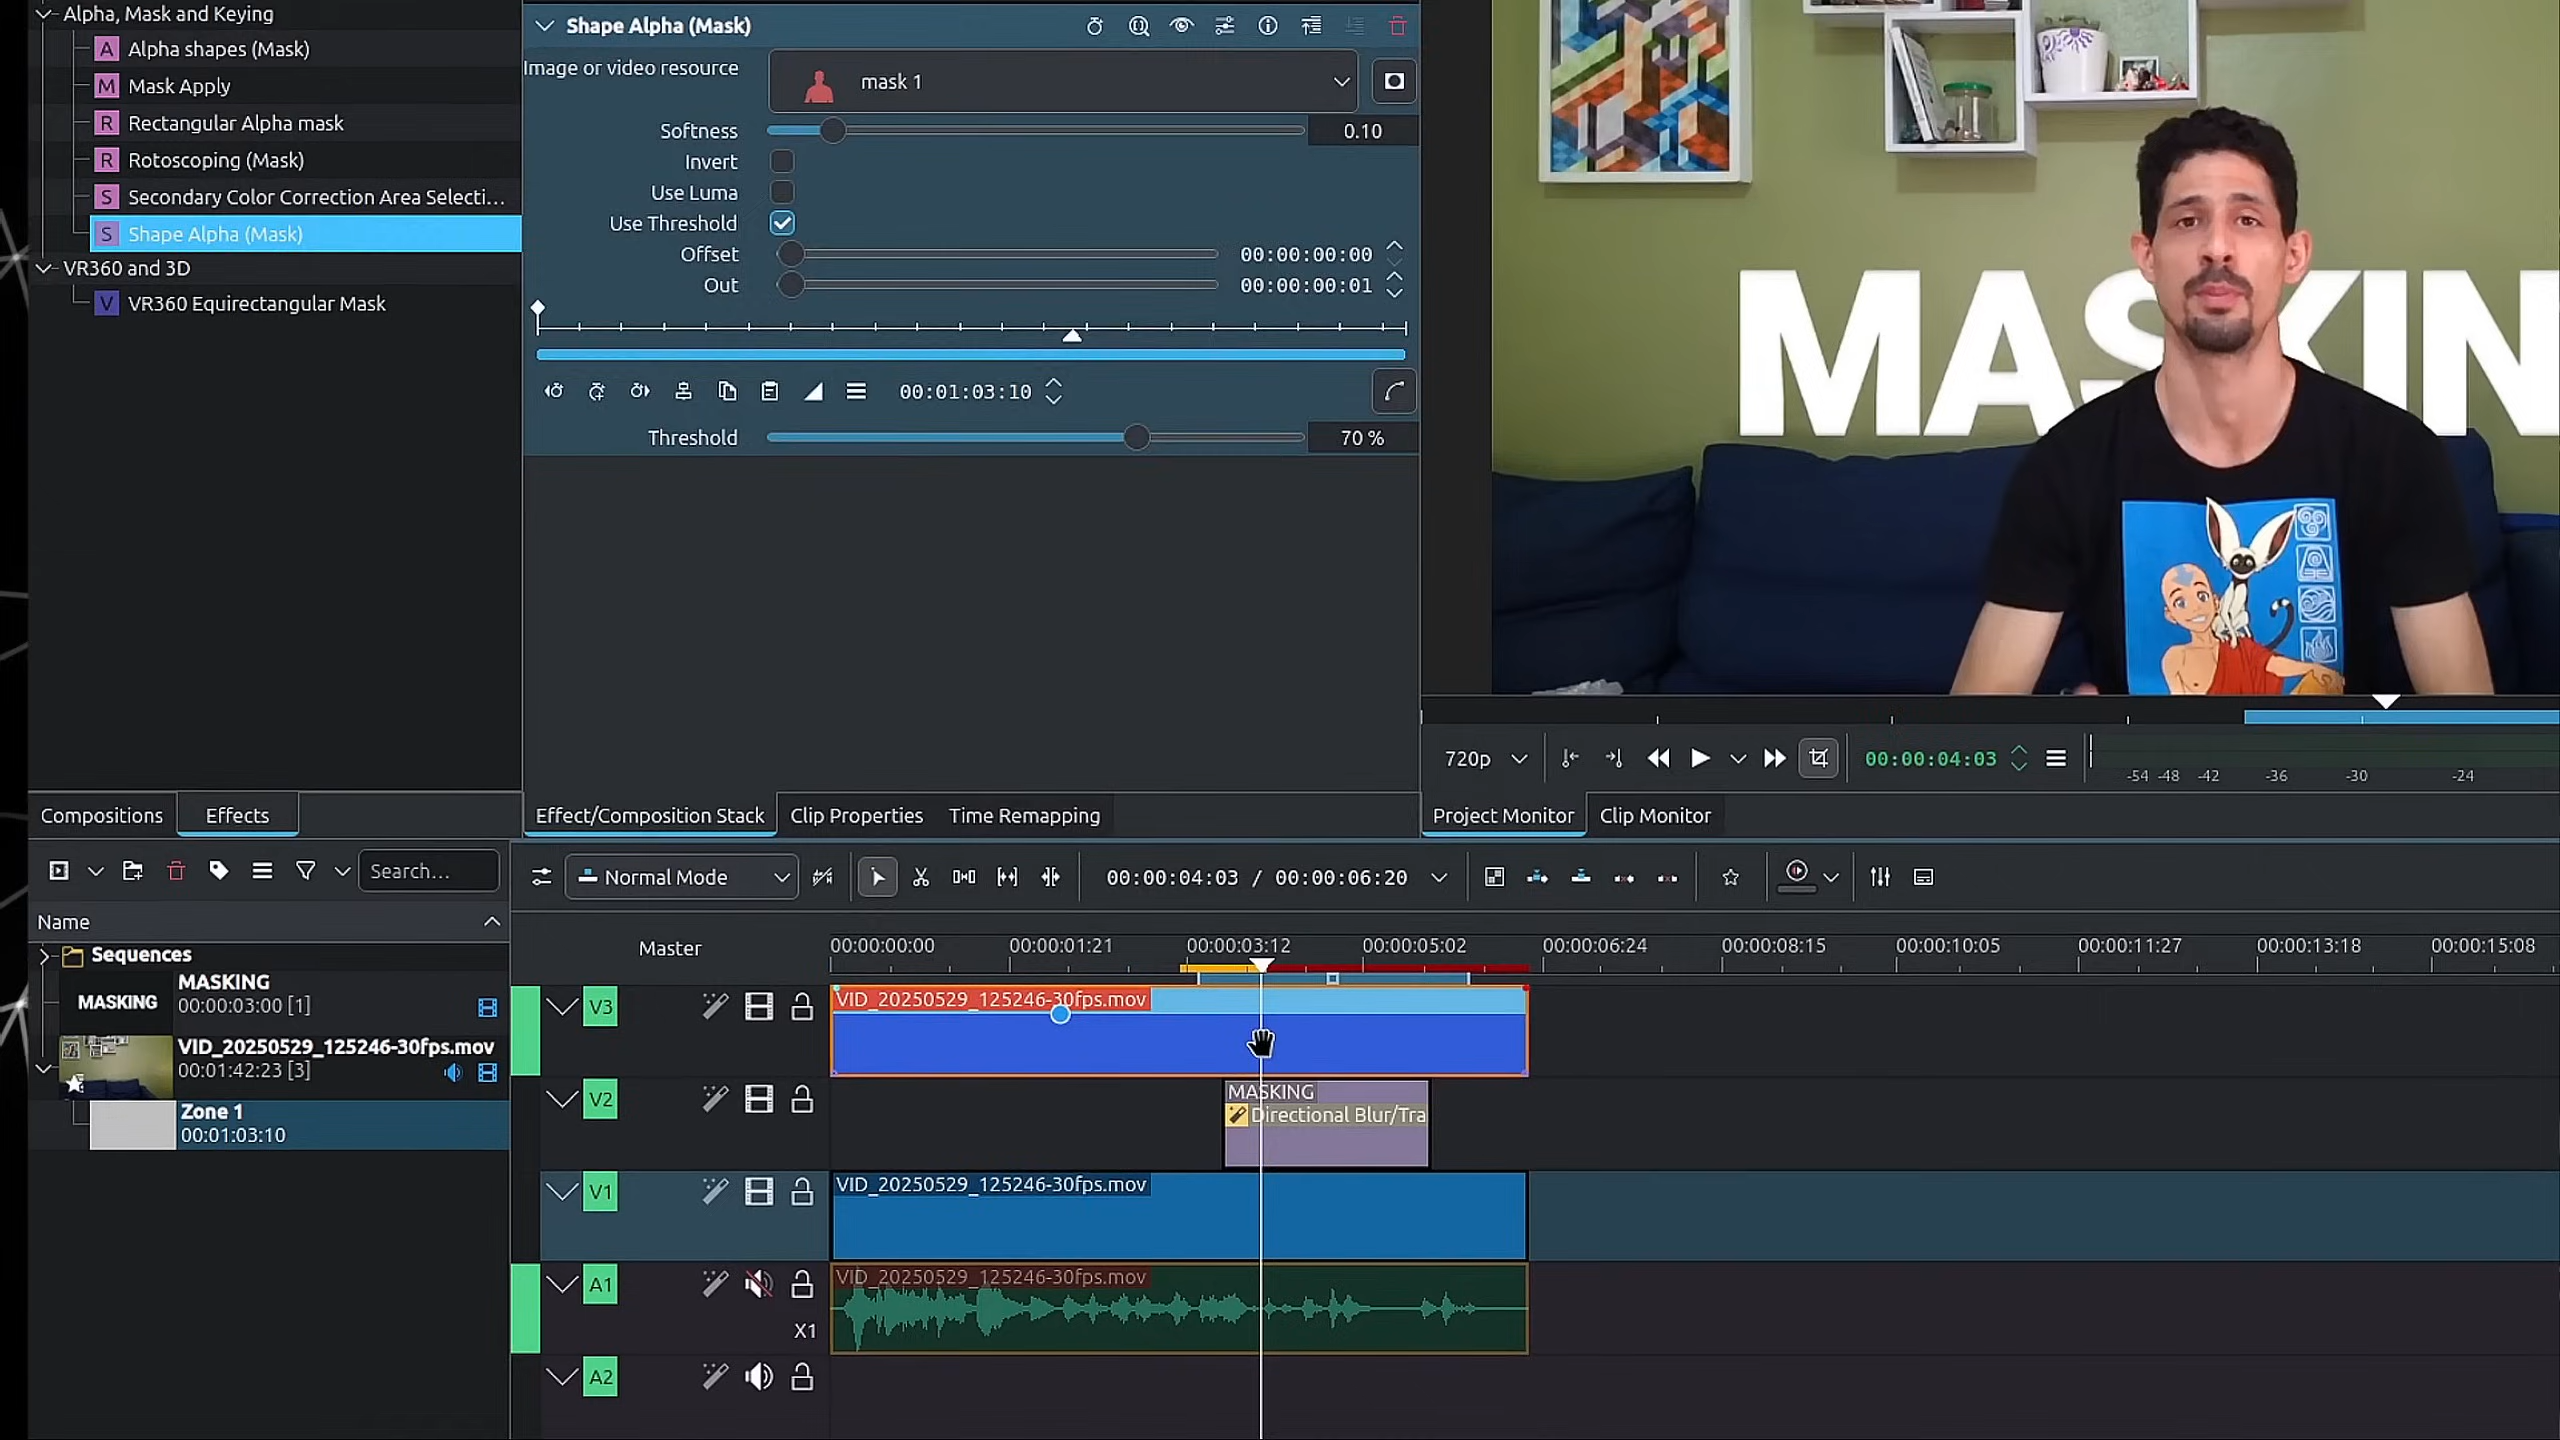 Alpha, Mask and Keying
A Alpha shapes (Mask)
M Mask Apply
R Rectangular Alpha mask
R Rotoscoping (Mask)
S Secondary Color Correction Area Selecti...
S Shape Alpha (Mask)
VR360 and 3D
V VR360 Equirectangular Mask
Compositions
Effects
Shape Alpha (Mask)
Image or video resource
mask 1
Softness 0.10
Invert
Use Luma
Use Threshold
Offset 00:00:00:00
Out 00:00:00:01
00:01:03:10
Threshold 70 %
Effect/Composition Stack
Clip Properties
Time Remapping
MASKIN
720p
00:00:04:03
-54 -48 -42 -36 -30 -24
Project Monitor
Clip Monitor
Search...
Name
Sequences
MASKING
MASKING
00:00:03:00 [1]
VID_20250529_125246-30fps.mov
00:01:42:23 [3]
Zone 1
00:01:03:10
Normal Mode
00:00:04:03 / 00:00:06:20
Master
00:00:00:00 00:00:01:21 00:00:03:12 00:00:05:02 00:00:06:24 00:00:08:15 00:00:10:05 00:00:11:27 00:00:13:18 00:00:15:08
V3
VID_20250529_125246-30fps.mov
V2
MASKING
Directional Blur/Tra
V1
VID_20250529_125246-30fps.mov
A1
VID_20250529_125246-30fps.mov
X1
A2